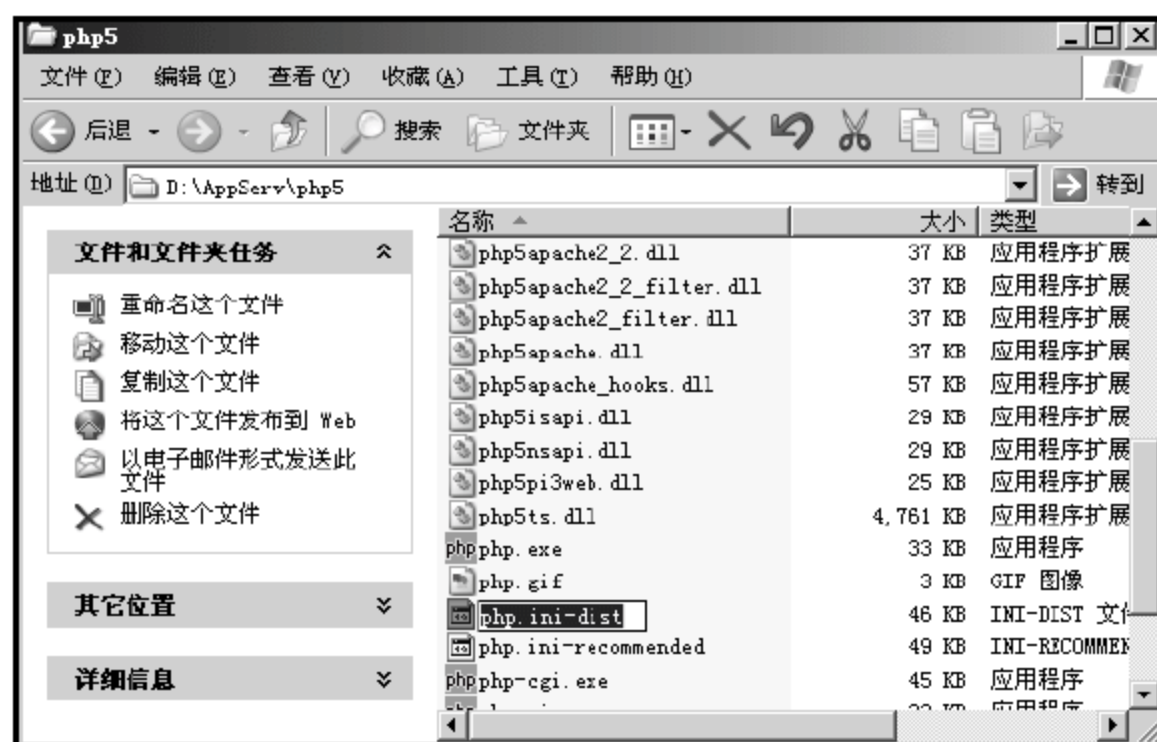 php5
文件(F) 编辑(E) 查看(V) 收藏(A) 工具(T) 帮助(H)
后退 搜索 文件夹
地址(D) D:\AppServ\php5 转到
文件和文件夹任务
重命名这个文件
移动这个文件
复制这个文件
将这个文件发布到 Web
以电子邮件形式发送此
文件
删除这个文件
其它位置
详细信息
名称 大小 类型
php5apache2_2.dll 37 KB 应用程序扩展
php5apache2_2_filter.dll 37 KB 应用程序扩展
php5apache2_filter.dll 37 KB 应用程序扩展
php5apache.dll 37 KB 应用程序扩展
php5apache_hooks.dll 57 KB 应用程序扩展
php5isapi.dll 29 KB 应用程序扩展
php5nsapi.dll 29 KB 应用程序扩展
php5pi3web.dll 25 KB 应用程序扩展
php5ts.dll 4,761 KB 应用程序扩展
php php.exe 33 KB 应用程序
php.gif 3 KB GIF 图像
php.ini-dist 46 KB INI-DIST 文
php.ini-recommended 49 KB INI-RECOMMEN
php php-cgi.exe 45 KB 应用程序